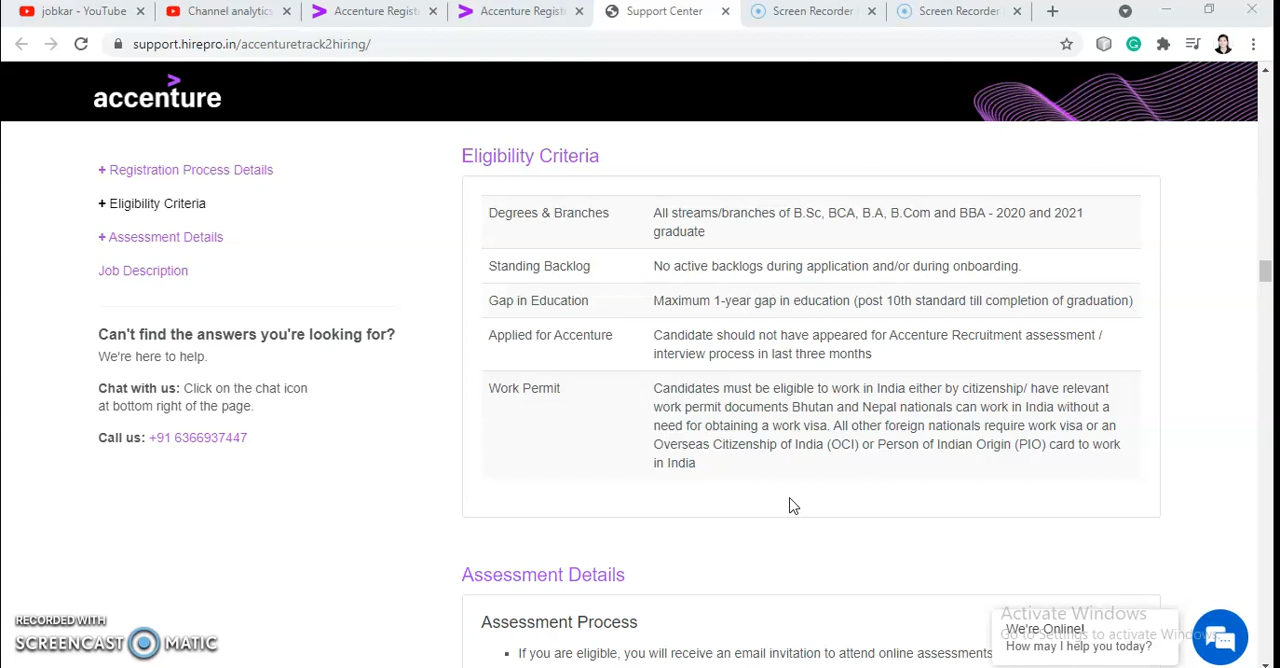 jobkar - YouTube
Channel analytics
Accenture Regist
Accenture Regist
Support Center
Screen Recorder
Screen Recorder
support.hirepro.in/accenturetrack2hiring/
accenture
+ Registration Process Details
+ Eligibility Criteria
+ Assessment Details
Job Description
Can't find the answers you're looking for?
We're here to help.
Chat with us: Click on the chat icon
at bottom right of the page.
Call us: +91 6366937447
Eligibility Criteria
Degrees & Branches
All streams/branches of B.Sc, BCA, B.A, B.Com and BBA - 2020 and 2021
graduate
Standing Backlog
No active backlogs during application and/or during onboarding.
Gap in Education
Maximum 1-year gap in education (post 10th standard till completion of graduation)
Applied for Accenture
Candidate should not have appeared for Accenture Recruitment assessment /
interview process in last three months
Work Permit
Candidates must be eligible to work in India either by citizenship/ have relevant
work permit documents Bhutan and Nepal nationals can work in India without a
need for obtaining a work visa. All other foreign nationals require work visa or an
Overseas Citizenship of India (OCI) or Person of Indian Origin (PIO) card to work
in India
Assessment Details
Assessment Process
If you are eligible, you will receive an email invitation to attend online assessments
Activate Windows
Go to Settings to activate Windows.
We're Online!
How may I help you today?
RECORDED WITH
SCREENCAST MATIC